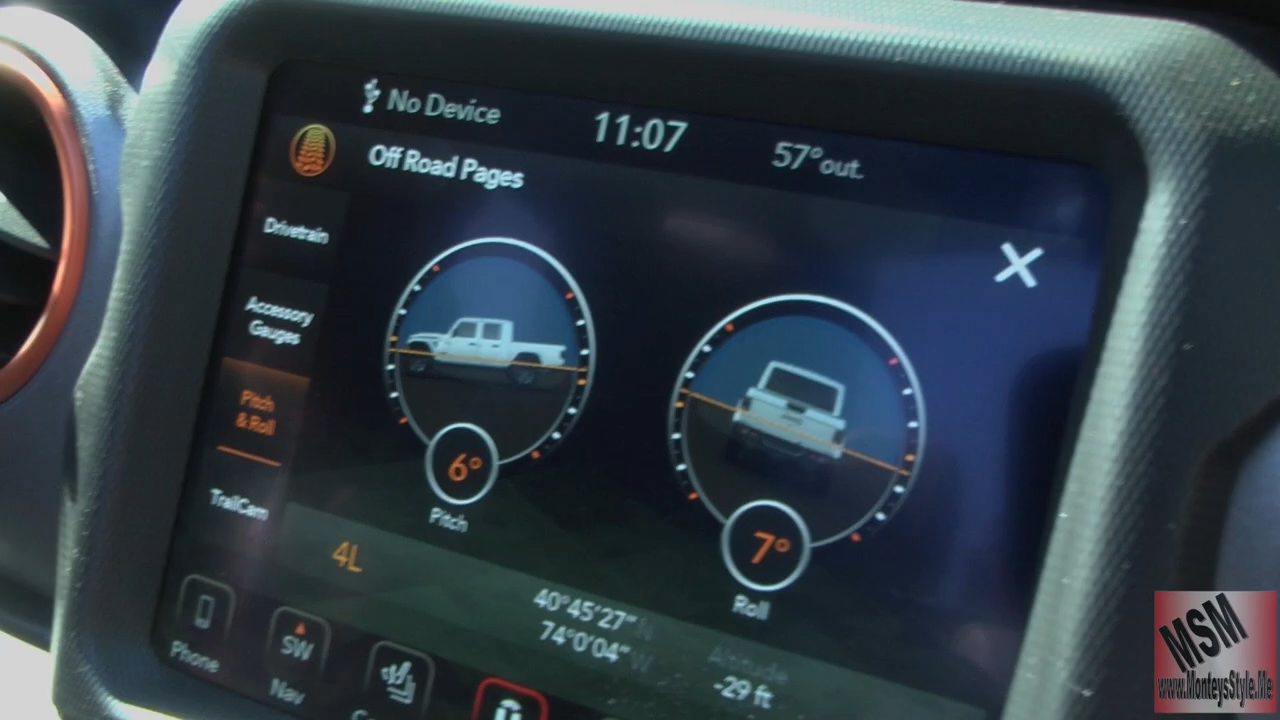 No Device
11:07
57°out.
Off Road Pages
Drivetrain
Accessory
Gauges
Pitch
& Roll
TrailCam
6°
Pitch
7°
Roll
4L
40°45'27"N
74°0'04"W
Altitude
-29 ft
Phone
SW
Nav
MSM
www.MonteysStyle.Me